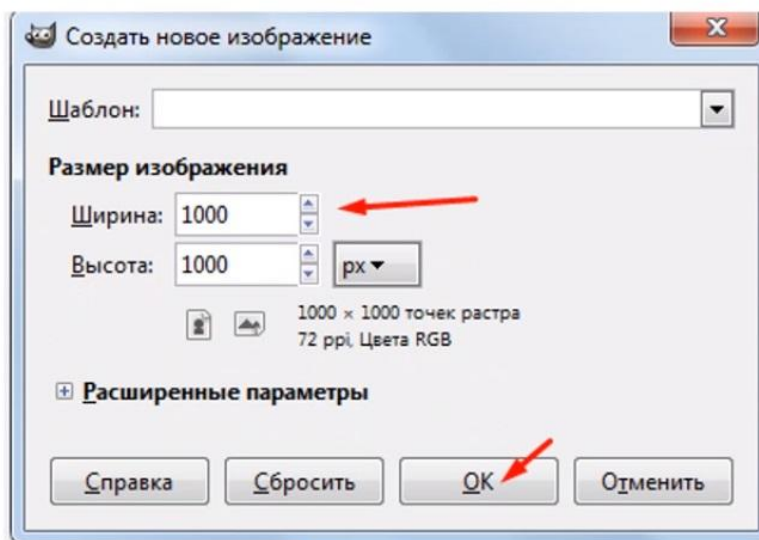 Создать новое изображение
Шаблон:
Размер изображения
Ширина: 1000
Высота: 1000 px
1000 × 1000 точек растра
72 ppi, Цвета RGB
Расширенные параметры
Справка Сбросить OK Отменить